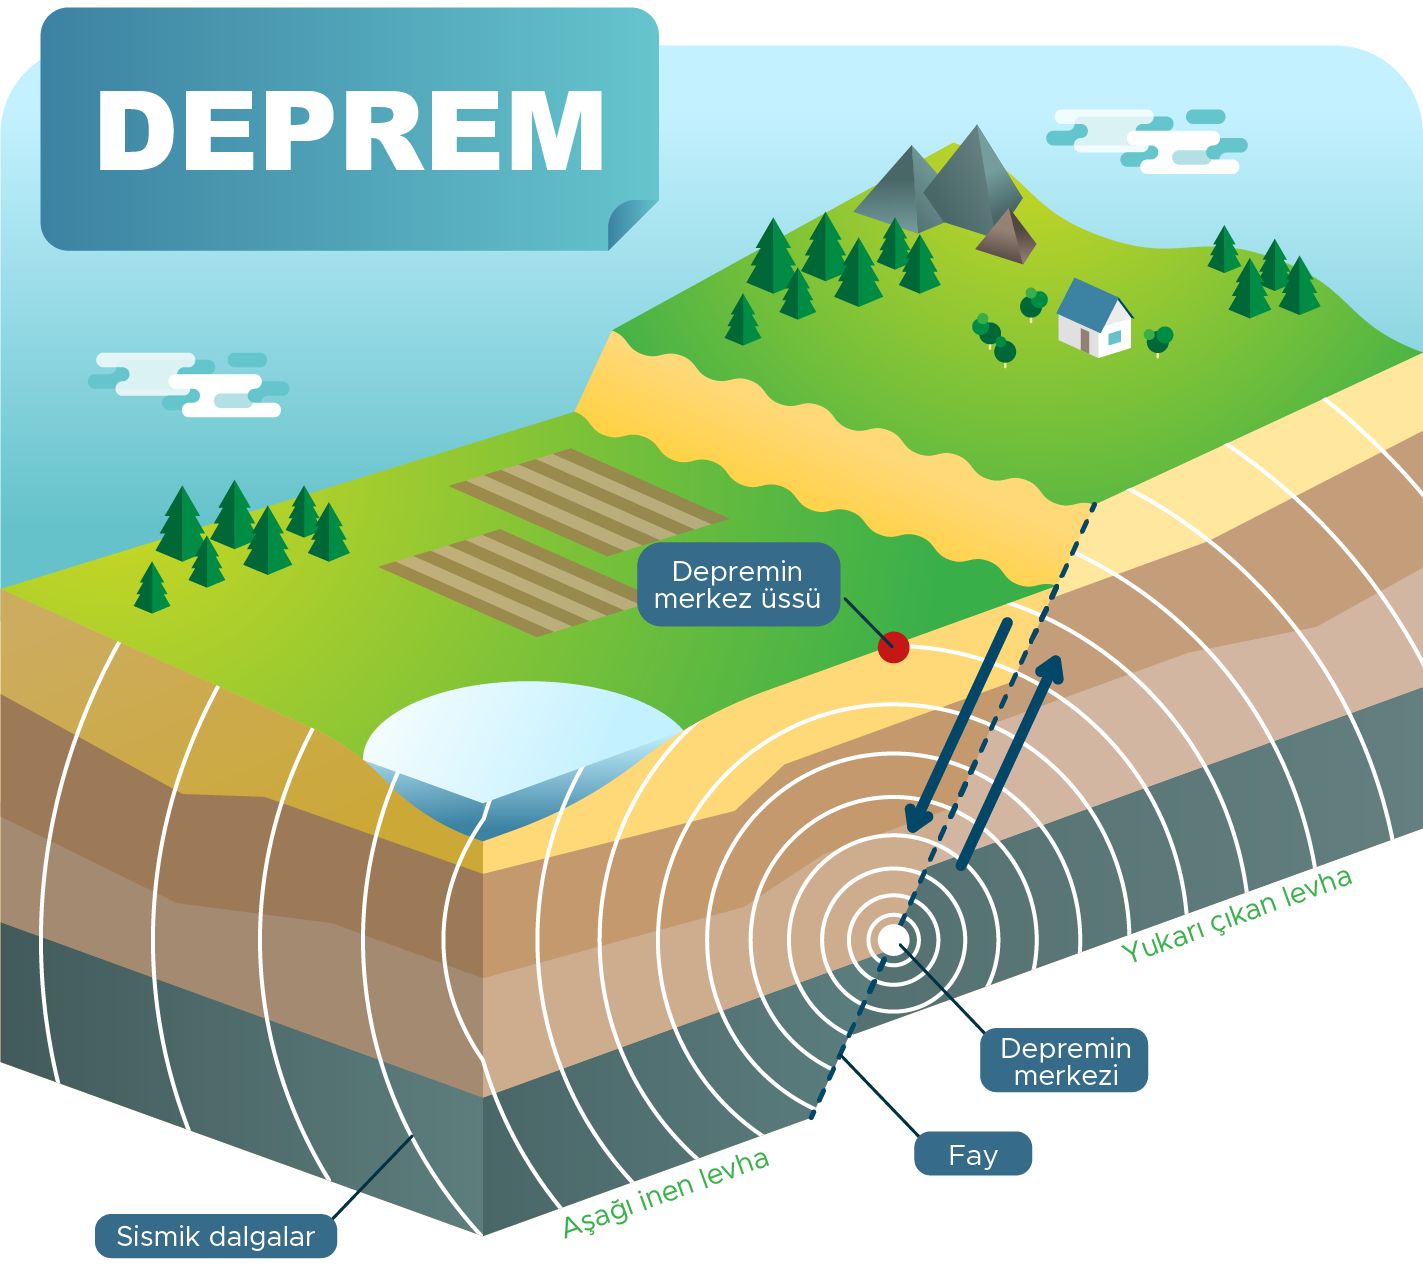 DEPREM
Depremin
merkez üssü
Yukarı çıkan levha
Depremin
merkezi
Fay
Aşağı inen levha
Sismik dalgalar